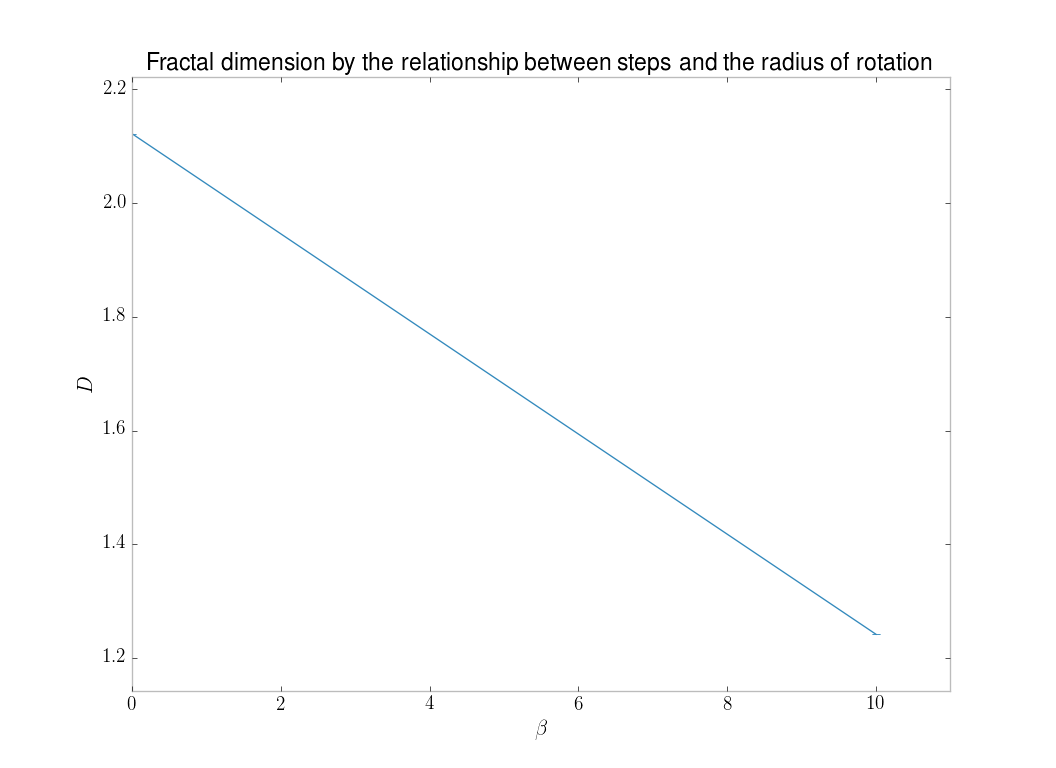 Fractal dimension by the relationship between steps and the radius of rotation
2.2
2.0
1.8
1.6
1.4
1.2
D
0 2 4 6 8 10
β